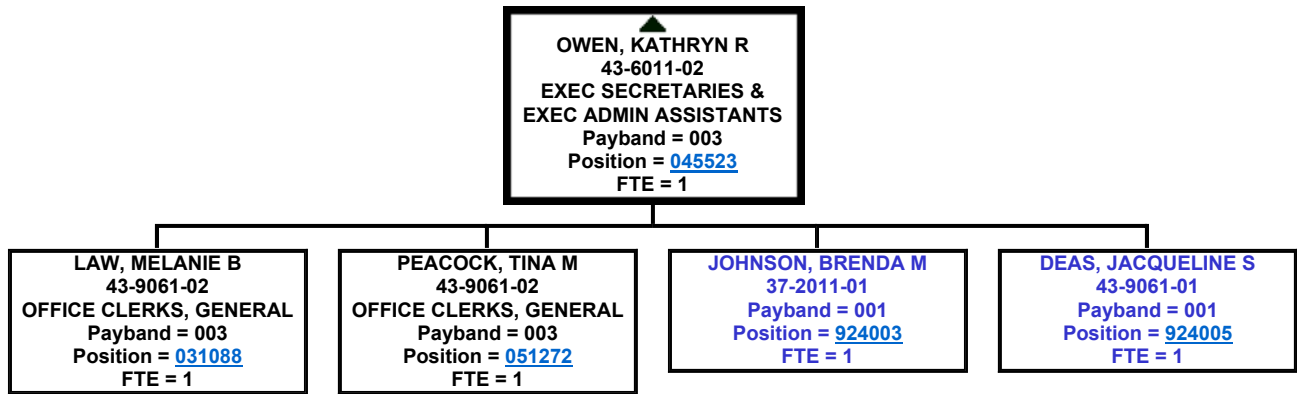 OWEN, KATHRYN R
43-6011-02
EXEC SECRETARIES &
EXEC ADMIN ASSISTANTS
Payband = 003
Position = 045523
FTE = 1
LAW, MELANIE B
43-9061-02
OFFICE CLERKS, GENERAL
Payband = 003
Position = 031088
FTE = 1
PEACOCK, TINA M
43-9061-02
OFFICE CLERKS, GENERAL
Payband = 003
Position = 051272
FTE = 1
JOHNSON, BRENDA M
37-2011-01
Payband = 001
Position = 924003
FTE = 1
DEAS, JACQUELINE S
43-9061-01
Payband = 001
Position = 924005
FTE = 1